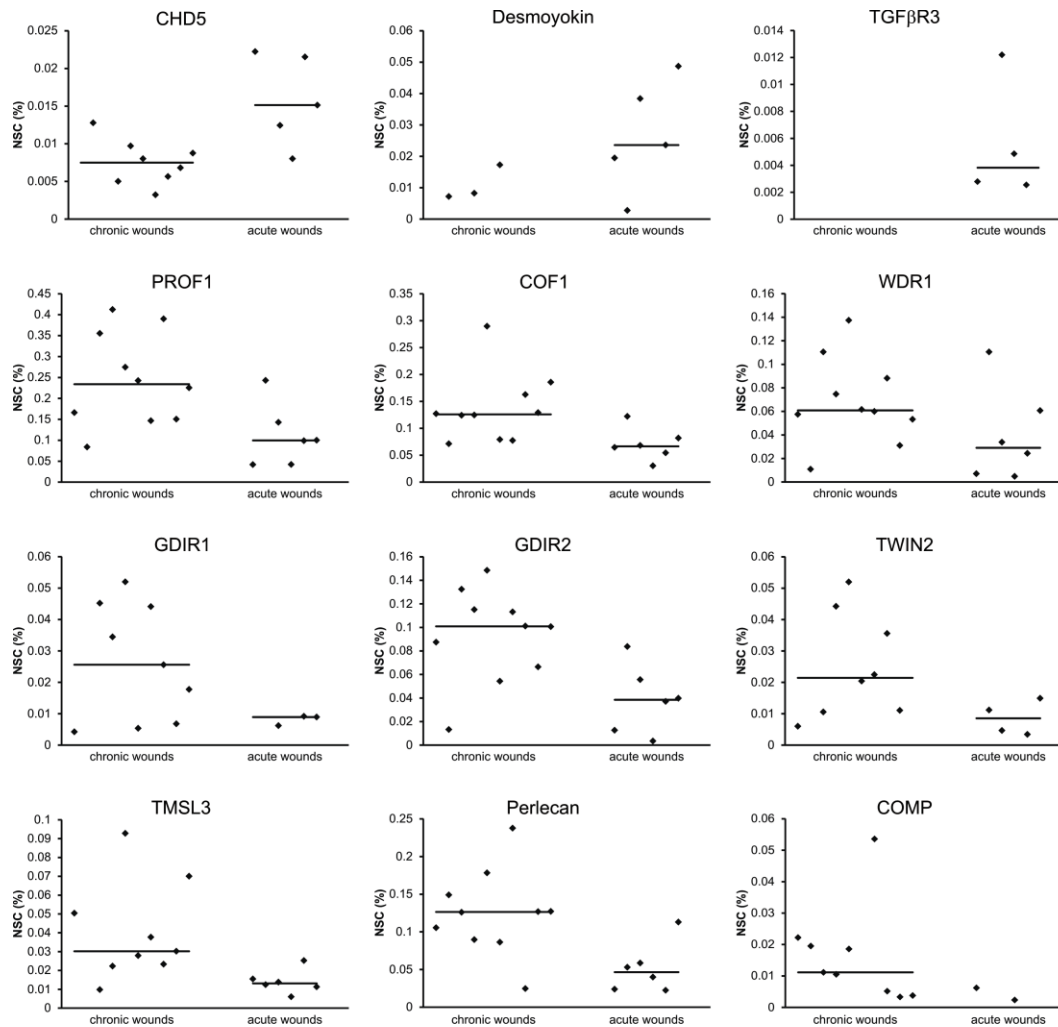 CHD5
NSC (%)
0.025
0.02
0.015
0.01
0.005
0
chronic wounds
acute wounds
Desmoyokin
NSC (%)
0.06
0.05
0.04
0.03
0.02
0.01
0
chronic wounds
acute wounds
TGFβR3
NSC (%)
0.014
0.012
0.01
0.008
0.006
0.004
0.002
0
chronic wounds
acute wounds
PROF1
NSC (%)
0.45
0.4
0.35
0.3
0.25
0.2
0.15
0.1
0.05
0
chronic wounds
acute wounds
COF1
NSC (%)
0.35
0.3
0.25
0.2
0.15
0.1
0.05
0
chronic wounds
acute wounds
WDR1
NSC (%)
0.16
0.14
0.12
0.1
0.08
0.06
0.04
0.02
0
chronic wounds
acute wounds
GDIR1
NSC (%)
0.06
0.05
0.04
0.03
0.02
0.01
0
chronic wounds
acute wounds
GDIR2
NSC (%)
0.16
0.14
0.12
0.1
0.08
0.06
0.04
0.02
0
chronic wounds
acute wounds
TWIN2
NSC (%)
0.06
0.05
0.04
0.03
0.02
0.01
0
chronic wounds
acute wounds
TMSL3
NSC (%)
0.1
0.09
0.08
0.07
0.06
0.05
0.04
0.03
0.02
0.01
0
chronic wounds
acute wounds
Perlecan
NSC (%)
0.25
0.2
0.15
0.1
0.05
0
chronic wounds
acute wounds
COMP
NSC (%)
0.06
0.05
0.04
0.03
0.02
0.01
0
chronic wounds
acute wounds